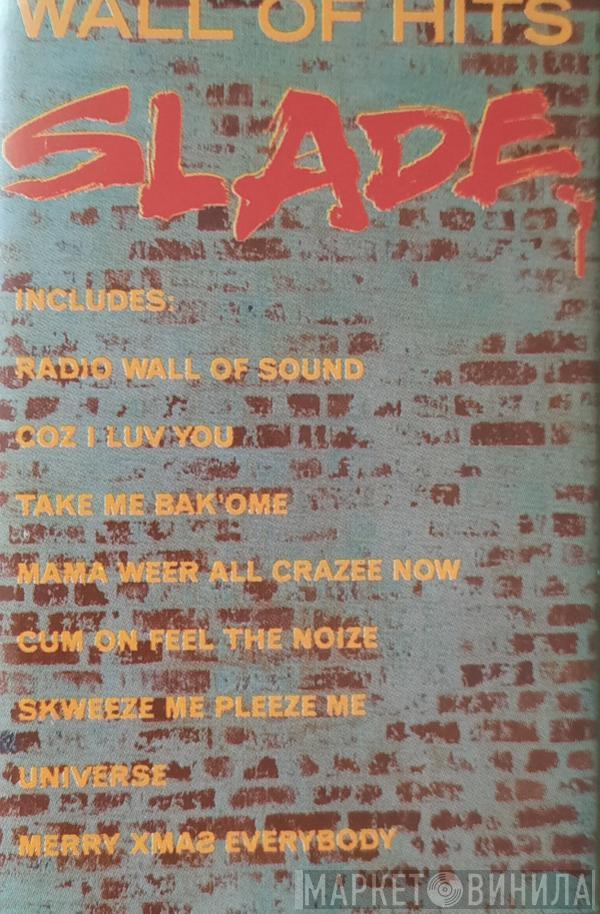 WALL OF HITS
SLADE
INCLUDES:
RADIO WALL OF SOUND
COZ I LUV YOU
TAKE ME BAK 'OME
MAMA WEER ALL CRAZEE NOW
CUM ON FEEL THE NOIZE
SKWEEZE ME PLEEZE ME
UNIVERSE
MERRY XMAS EVERYBODY
МАРКЕТ ВИНИЛА